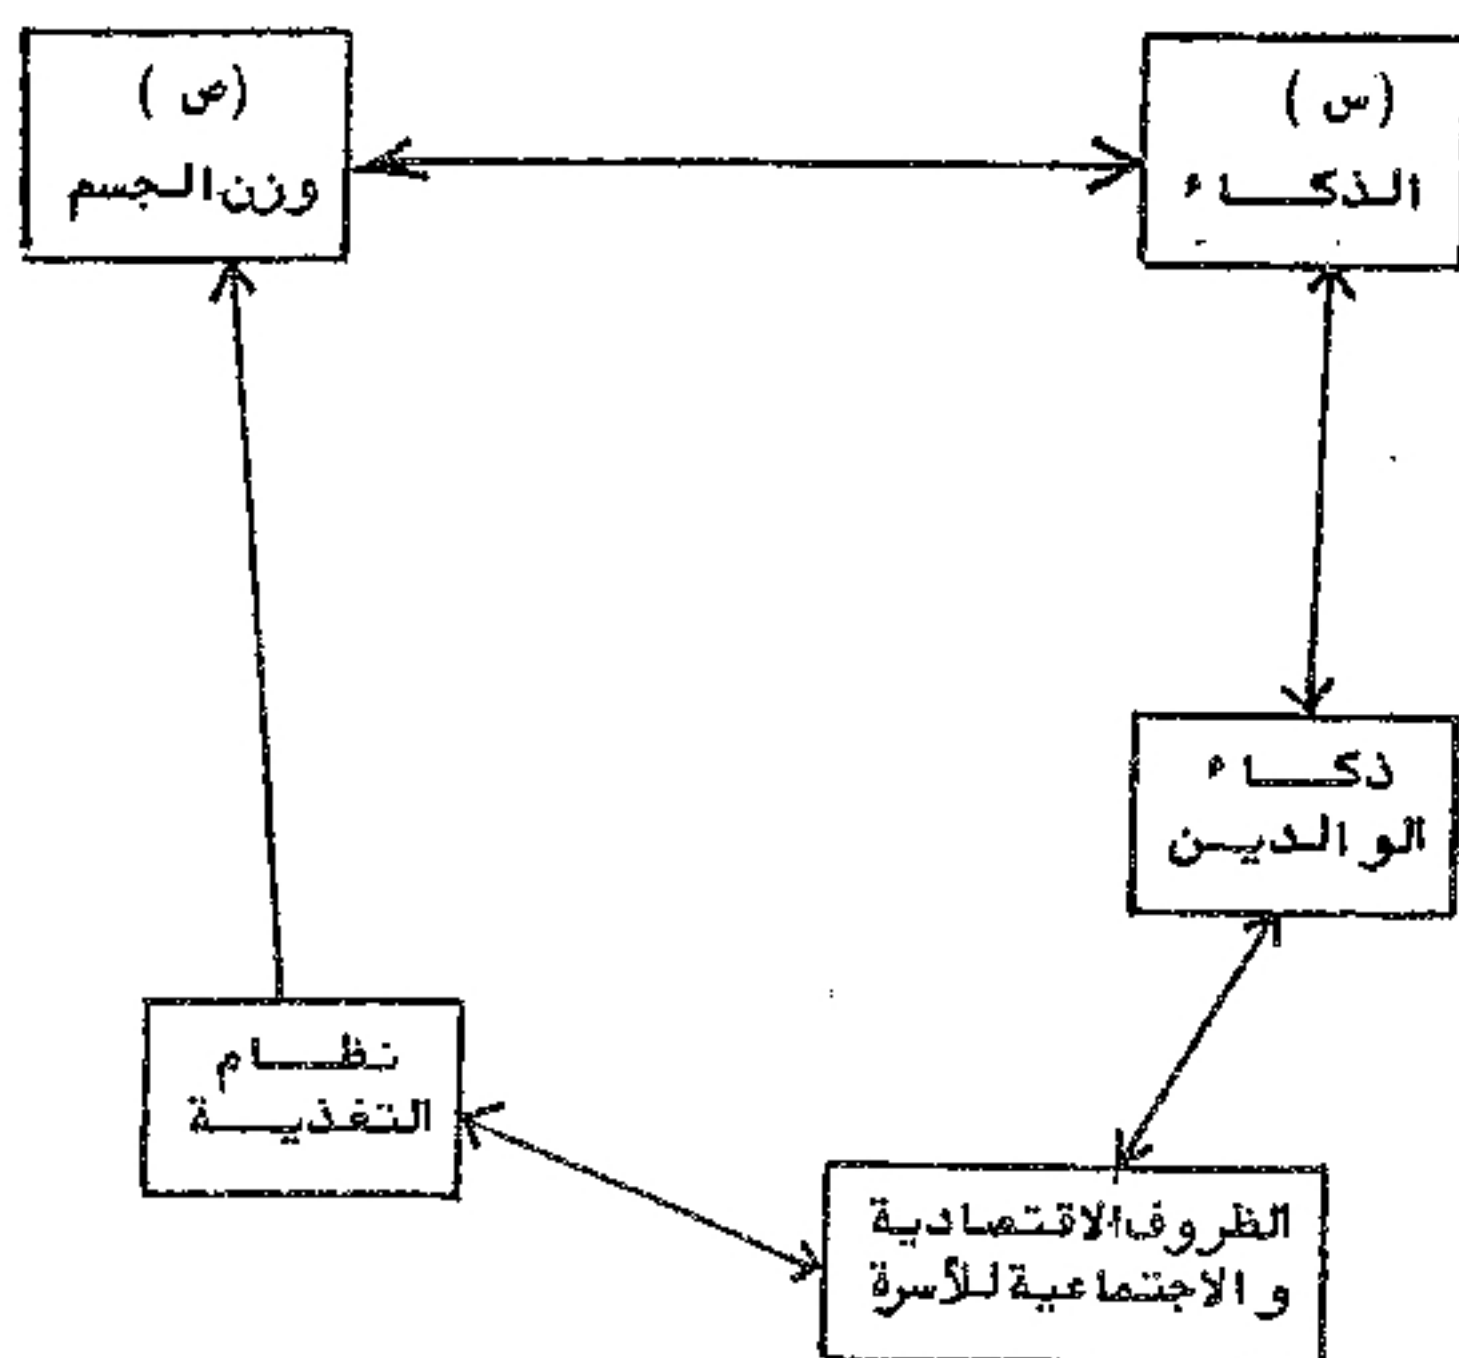 (س)
الذكاء
(ص)
وزن الجسم
ذكاء
الوالدين
نظام
التغذية
الظروف الاقتصادية
والاجتماعية للأسرة